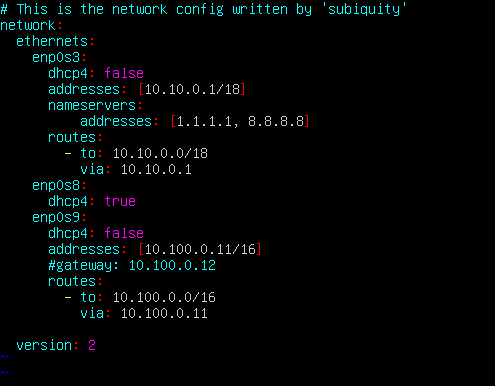 # This is the network config written by 'subiquity'
network:
  ethernets:
    enp0s3:
      dhcp4: false
      addresses: [10.10.0.1/18]
      nameservers:
          addresses: [1.1.1.1, 8.8.8.8]
      routes:
        - to: 10.10.0.0/18
          via: 10.10.0.1
    enp0s8:
      dhcp4: true
    enp0s9:
      dhcp4: false
      addresses: [10.100.0.11/16]
      #gateway: 10.100.0.12
      routes:
        - to: 10.100.0.0/16
          via: 10.100.0.11

  version: 2
~
~